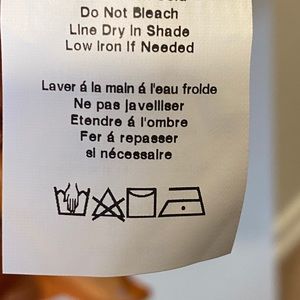 Do Not Bleach
Line Dry In Shade
Low Iron If Needed
Laver á la main á l'eau froide
Ne pas javelliser
Etendre á l'ombre
Fer á repasser
si nécessaire